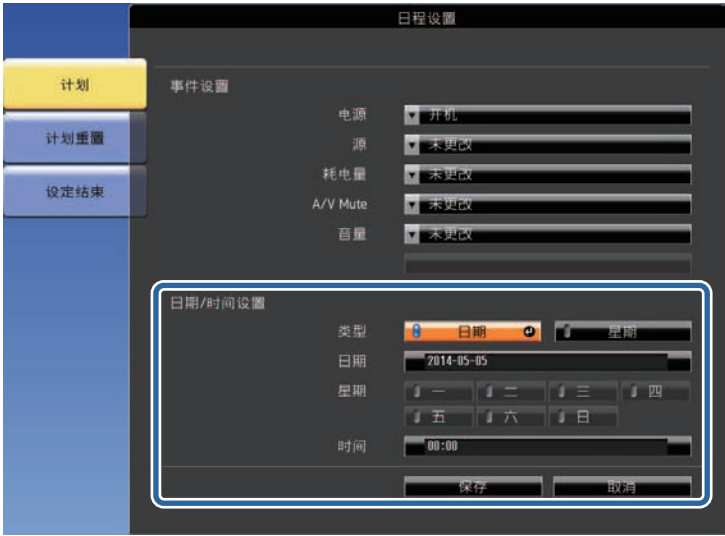 日程设置
计划
计划重置
设定结束
事件设置
电源 开机
源 未更改
耗电量 未更改
A/V Mute 未更改
音量 未更改
日期/时间设置
类型 日期 星期
日期 2014-05-05
星期 一 二 三 四
五 六 日
时间 00:00
保存 取消